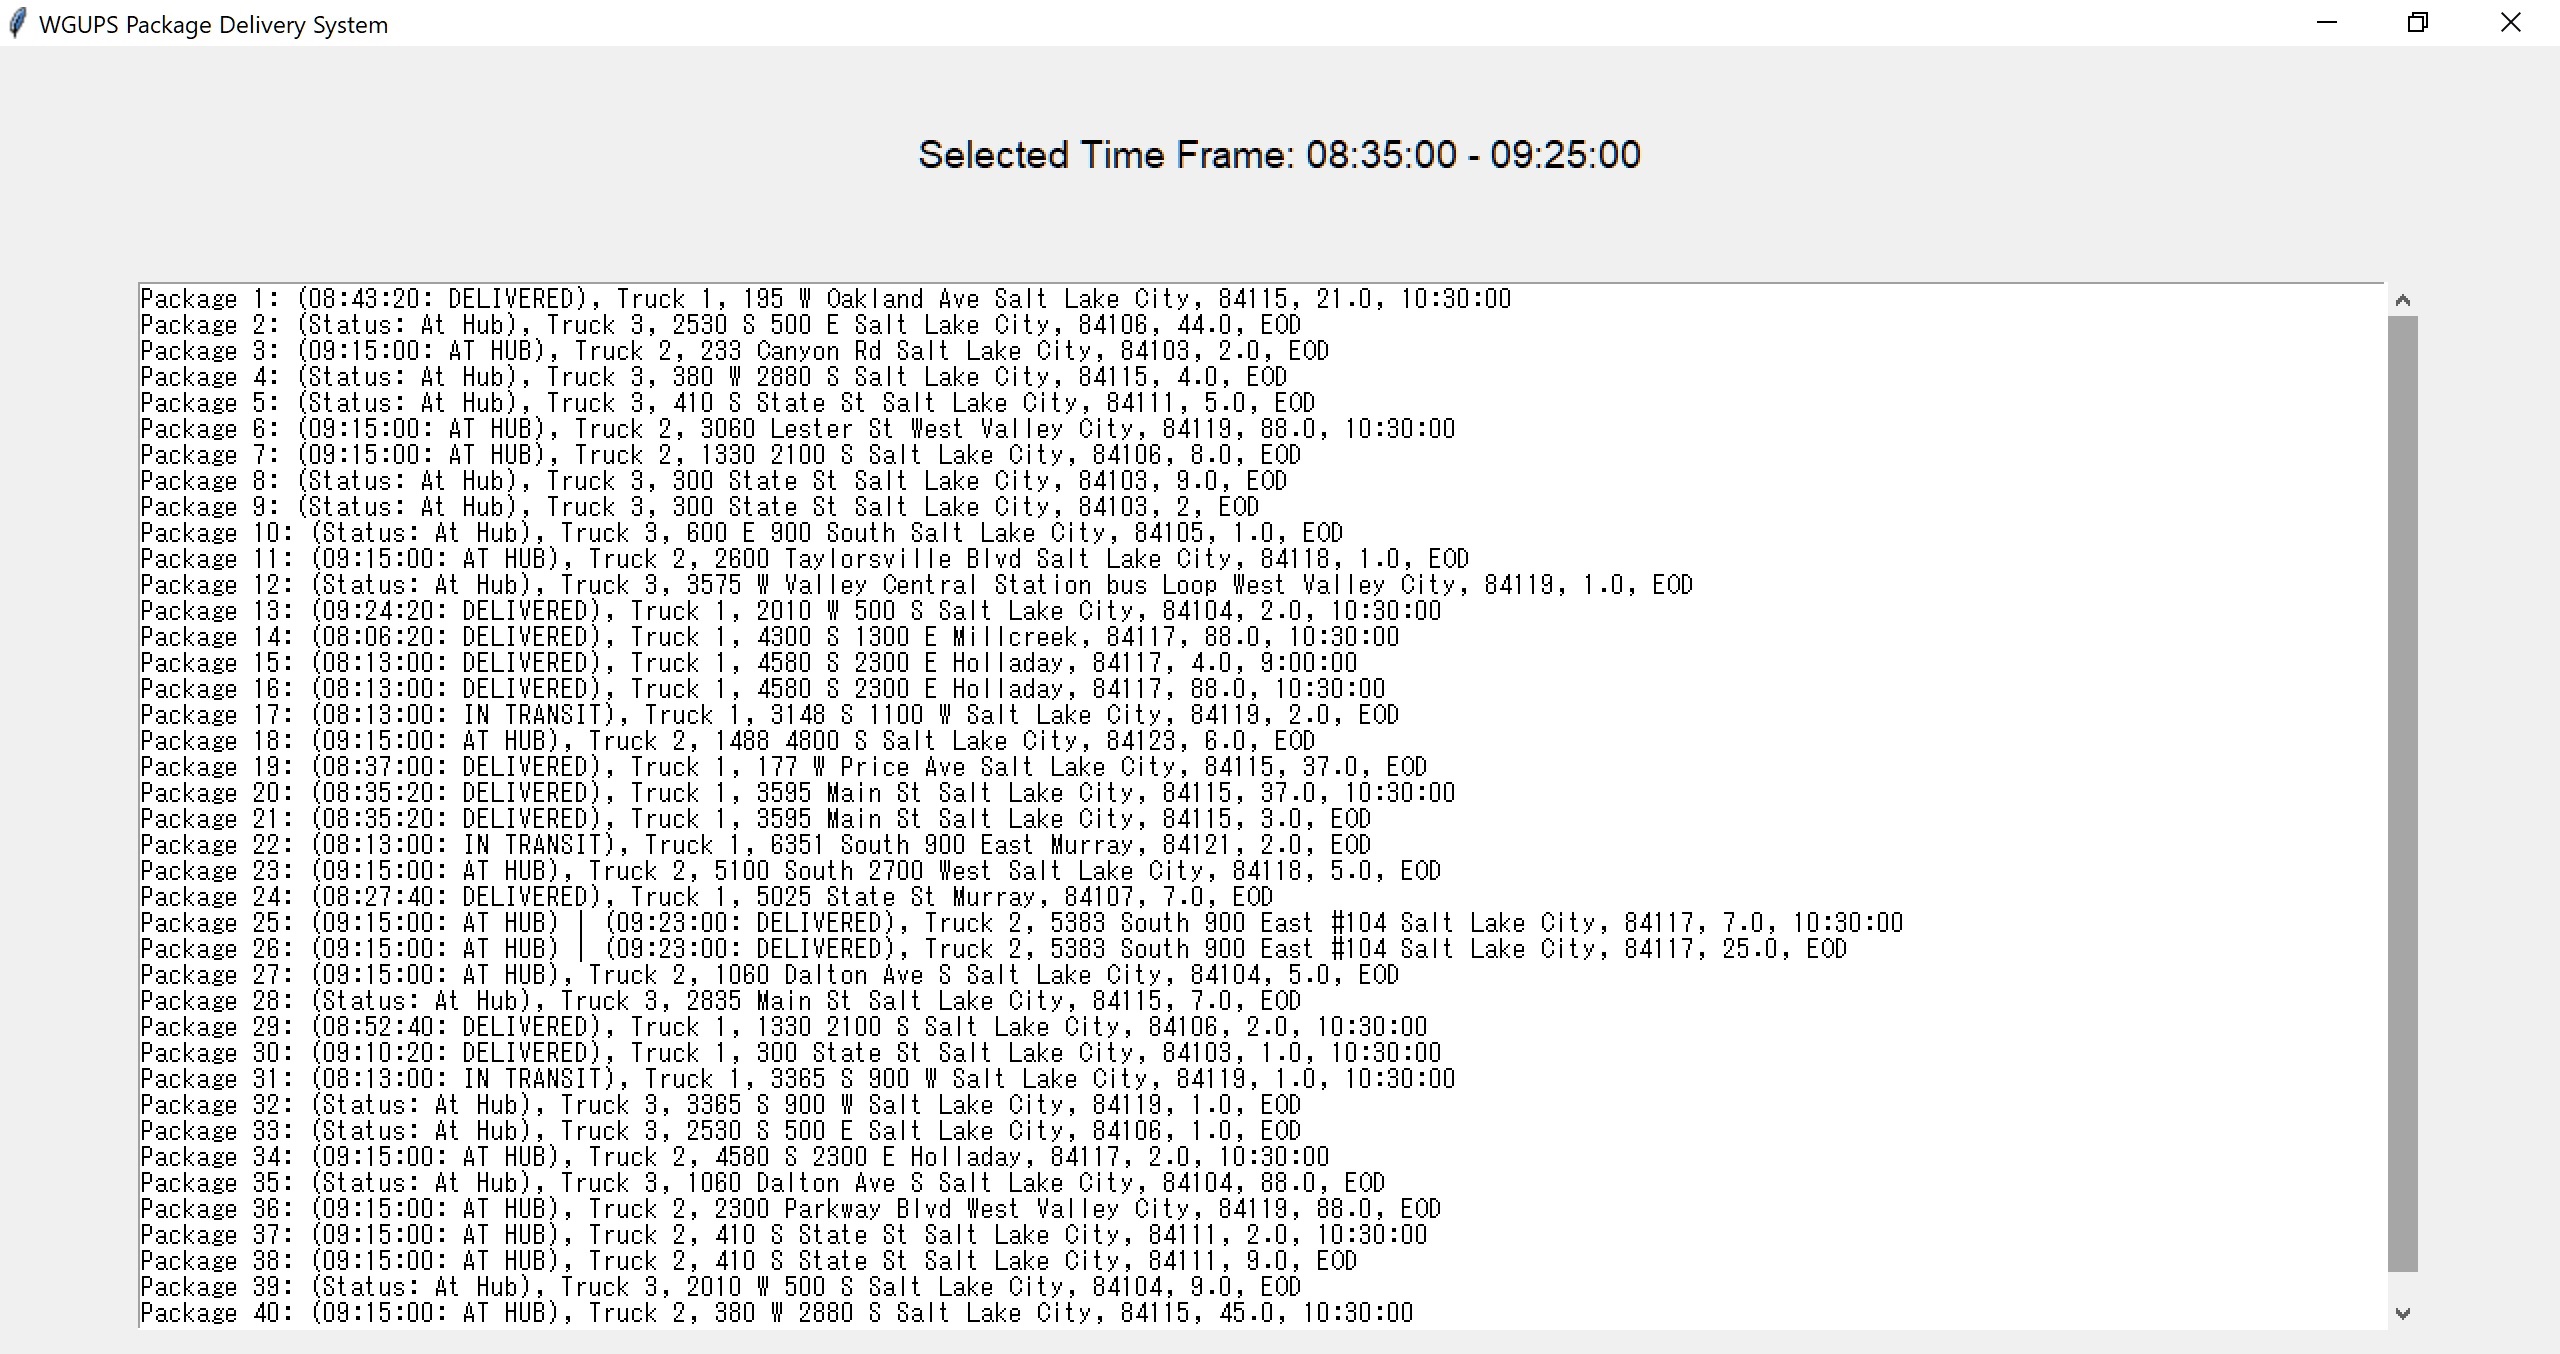 WGUPS Package Delivery System
Selected Time Frame: 08:35:00 - 09:25:00
Package 1: (08:43:20: DELIVERED), Truck 1, 195 W Oakland Ave Salt Lake City, 84115, 21.0, 10:30:00
Package 2: (Status: At Hub), Truck 3, 2530 S 500 E Salt Lake City, 84106, 44.0, EOD
Package 3: (09:15:00: AT HUB), Truck 2, 233 Canyon Rd Salt Lake City, 84103, 2.0, EOD
Package 4: (Status: At Hub), Truck 3, 380 W 2880 S Salt Lake City, 84115, 4.0, EOD
Package 5: (Status: At Hub), Truck 3, 410 S State St Salt Lake City, 84111, 5.0, EOD
Package 6: (09:15:00: AT HUB), Truck 2, 3060 Lester St West Valley City, 84119, 88.0, 10:30:00
Package 7: (09:15:00: AT HUB), Truck 2, 1330 2100 S Salt Lake City, 84106, 8.0, EOD
Package 8: (Status: At Hub), Truck 3, 300 State St Salt Lake City, 84103, 9.0, EOD
Package 9: (Status: At Hub), Truck 3, 300 State St Salt Lake City, 84103, 2, EOD
Package 10: (Status: At Hub), Truck 3, 600 E 900 South Salt Lake City, 84105, 1.0, EOD
Package 11: (09:15:00: AT HUB), Truck 2, 2600 Taylorsville Blvd Salt Lake City, 84118, 1.0, EOD
Package 12: (Status: At Hub), Truck 3, 3575 W Valley Central Station bus Loop West Valley City, 84119, 1.0, EOD
Package 13: (09:24:20: DELIVERED), Truck 1, 2010 W 500 S Salt Lake City, 84104, 2.0, 10:30:00
Package 14: (08:06:20: DELIVERED), Truck 1, 4300 S 1300 E Millcreek, 84117, 88.0, 10:30:00
Package 15: (08:13:00: DELIVERED), Truck 1, 4580 S 2300 E Holladay, 84117, 4.0, 9:00:00
Package 16: (08:13:00: DELIVERED), Truck 1, 4580 S 2300 E Holladay, 84117, 88.0, 10:30:00
Package 17: (08:13:00: IN TRANSIT), Truck 1, 3148 S 1100 W Salt Lake City, 84119, 2.0, EOD
Package 18: (09:15:00: AT HUB), Truck 2, 1488 4800 S Salt Lake City, 84123, 6.0, EOD
Package 19: (08:37:00: DELIVERED), Truck 1, 177 W Price Ave Salt Lake City, 84115, 37.0, EOD
Package 20: (08:35:20: DELIVERED), Truck 1, 3595 Main St Salt Lake City, 84115, 37.0, 10:30:00
Package 21: (08:35:20: DELIVERED), Truck 1, 3595 Main St Salt Lake City, 84115, 3.0, EOD
Package 22: (08:13:00: IN TRANSIT), Truck 1, 6351 South 900 East Murray, 84121, 2.0, EOD
Package 23: (09:15:00: AT HUB), Truck 2, 5100 South 2700 West Salt Lake City, 84118, 5.0, EOD
Package 24: (08:27:40: DELIVERED), Truck 1, 5025 State St Murray, 84107, 7.0, EOD
Package 25: (09:15:00: AT HUB) | (09:23:00: DELIVERED), Truck 2, 5383 South 900 East #104 Salt Lake City, 84117, 7.0, 10:30:00
Package 26: (09:15:00: AT HUB) | (09:23:00: DELIVERED), Truck 2, 5383 South 900 East #104 Salt Lake City, 84117, 25.0, EOD
Package 27: (09:15:00: AT HUB), Truck 2, 1060 Dalton Ave S Salt Lake City, 84104, 5.0, EOD
Package 28: (Status: At Hub), Truck 3, 2835 Main St Salt Lake City, 84115, 7.0, EOD
Package 29: (08:52:40: DELIVERED), Truck 1, 1330 2100 S Salt Lake City, 84106, 2.0, 10:30:00
Package 30: (09:10:20: DELIVERED), Truck 1, 300 State St Salt Lake City, 84103, 1.0, 10:30:00
Package 31: (08:13:00: IN TRANSIT), Truck 1, 3365 S 900 W Salt Lake City, 84119, 1.0, 10:30:00
Package 32: (Status: At Hub), Truck 3, 3365 S 900 W Salt Lake City, 84119, 1.0, EOD
Package 33: (Status: At Hub), Truck 3, 2530 S 500 E Salt Lake City, 84106, 1.0, EOD
Package 34: (09:15:00: AT HUB), Truck 2, 4580 S 2300 E Holladay, 84117, 2.0, 10:30:00
Package 35: (Status: At Hub), Truck 3, 1060 Dalton Ave S Salt Lake City, 84104, 88.0, EOD
Package 36: (09:15:00: AT HUB), Truck 2, 2300 Parkway Blvd West Valley City, 84119, 88.0, EOD
Package 37: (09:15:00: AT HUB), Truck 2, 410 S State St Salt Lake City, 84111, 2.0, 10:30:00
Package 38: (09:15:00: AT HUB), Truck 2, 410 S State St Salt Lake City, 84111, 9.0, EOD
Package 39: (Status: At Hub), Truck 3, 2010 W 500 S Salt Lake City, 84104, 9.0, EOD
Package 40: (09:15:00: AT HUB), Truck 2, 380 W 2880 S Salt Lake City, 84115, 45.0, 10:30:00